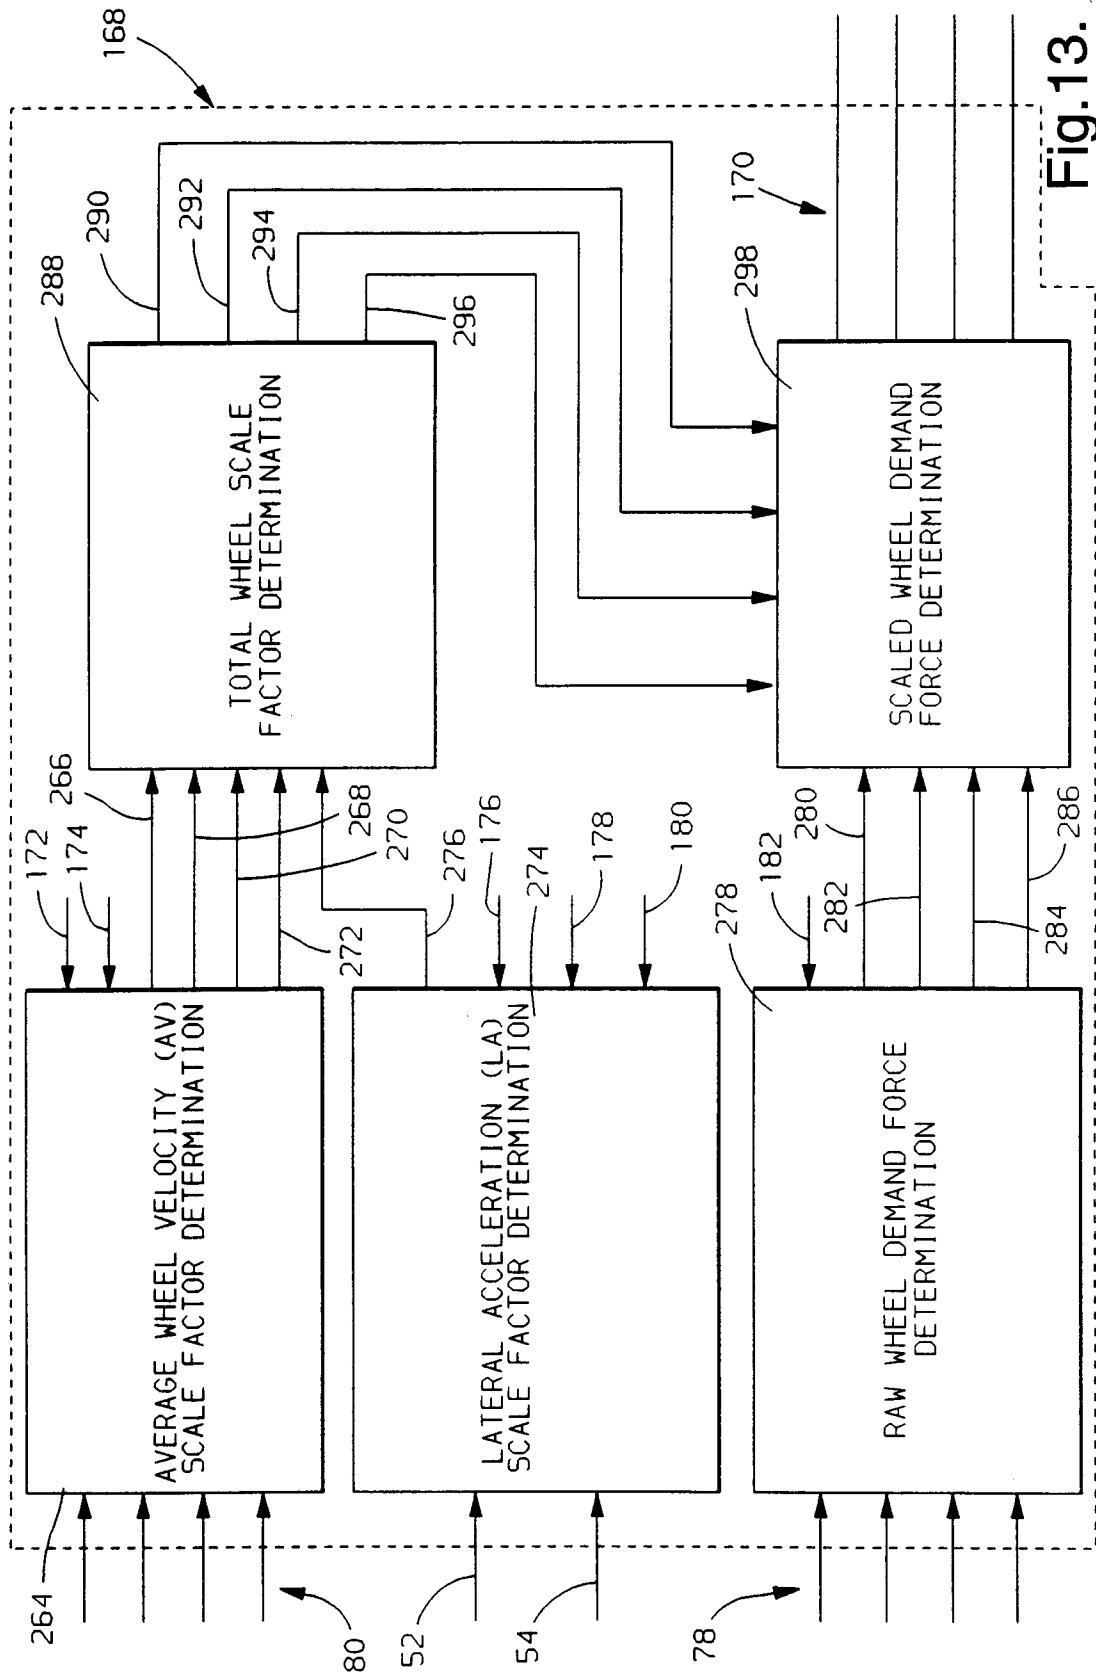 Fig.13.
168
264
AVERAGE WHEEL VELOCITY (AV)
SCALE FACTOR DETERMINATION
80
172
174
266
268
270
272
52
54
LATERAL ACCELERATION (LA)
SCALE FACTOR DETERMINATION
274
276
176
178
180
78
RAW WHEEL DEMAND FORCE
DETERMINATION
278
182
280
282
284
286
288
TOTAL WHEEL SCALE
FACTOR DETERMINATION
290
292
294
296
298
SCALED WHEEL DEMAND
FORCE DETERMINATION
170